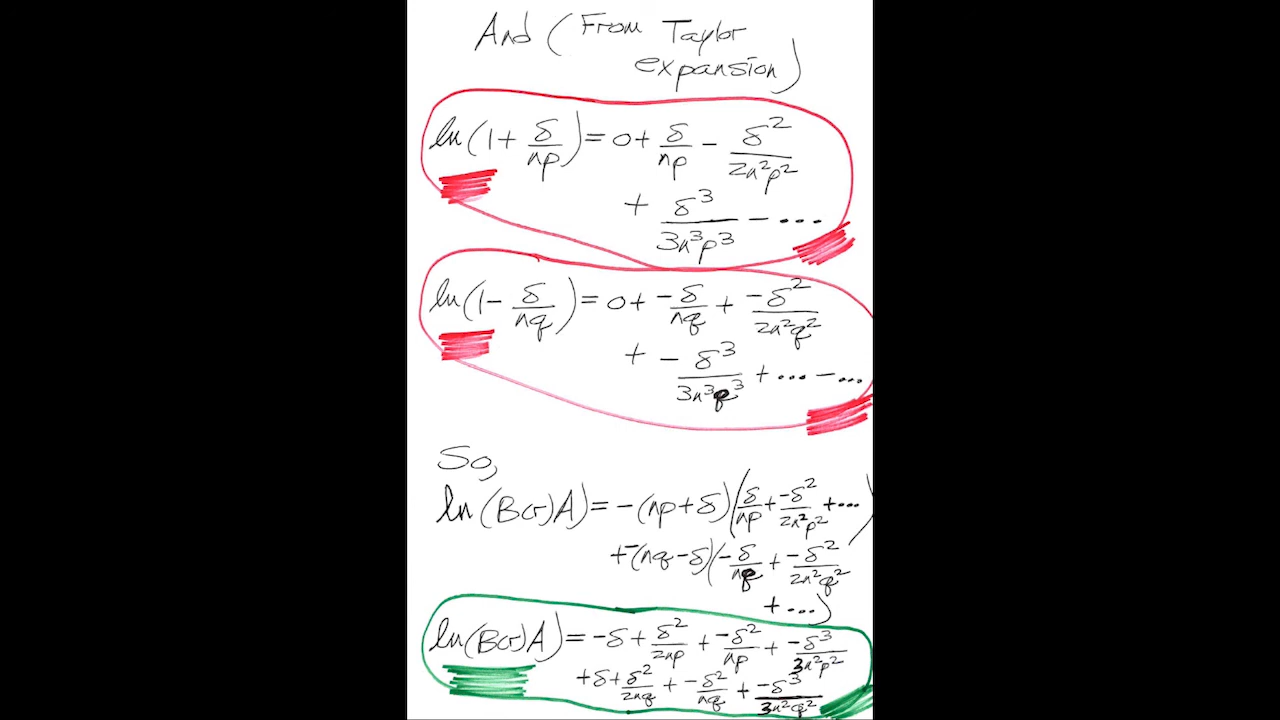 And (From Taylor
expansion)
ln(1 + δ/np) = 0 + δ/np − δ²/2n²p²
+ δ³/3n³p³ − ...
ln(1 − δ/nq) = 0 + −δ/nq + −δ²/2n²q²
+ −δ³/3n³q³ + ... − ...
So,
ln(B(r)A) = −(np+δ)(δ/np + −δ²/2n²p² + ...)
+ −(nq−δ)(−δ/nq + −δ²/2n²q²
+ ...)
ln(B(r)A) = −δ + δ²/2np + −δ²/np + −δ³/3n²p²
+δ + δ²/2nq + −δ²/nq + −δ³/3n²q²